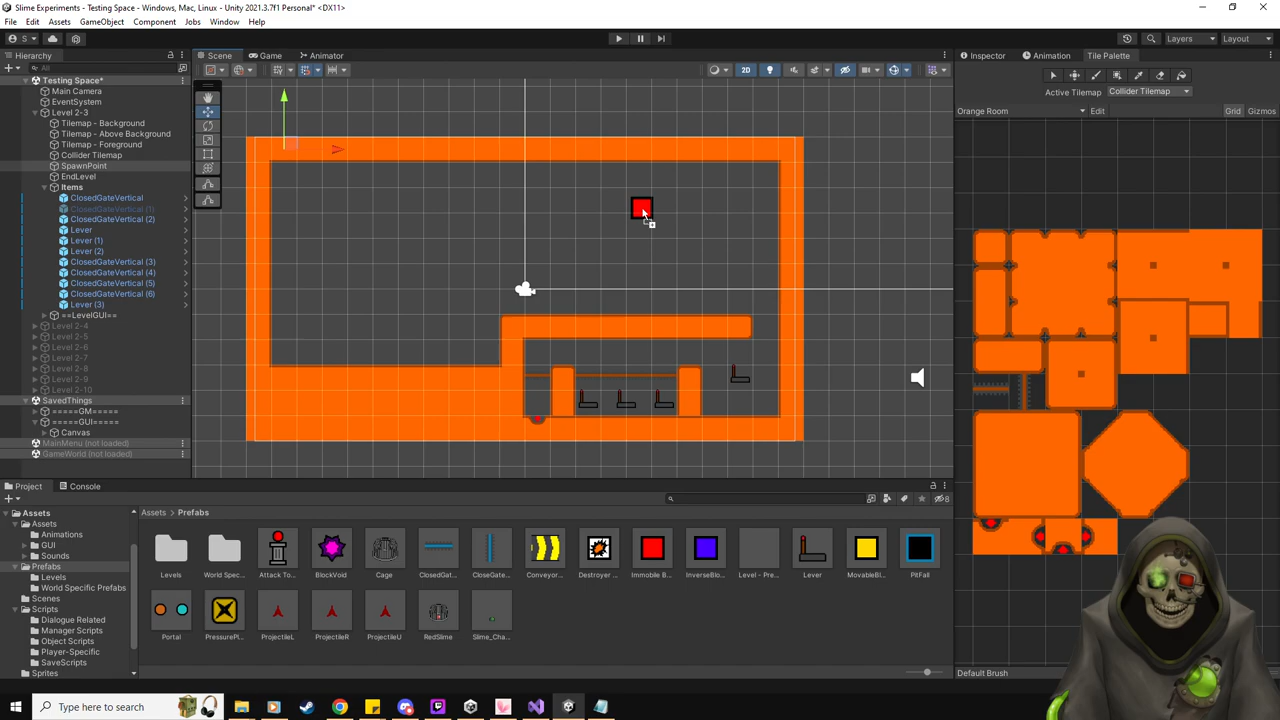 Slime Experiments - Testing Space - Windows, Mac, Linux - Unity 2021.3.7f1 Personal* <DX11>
File Edit Assets GameObject Component Jobs Window Help
S Layers Layout
Hierarchy Scene Game Animator Inspector Animation Tile Palette
All 2D
Testing Space*
Main Camera
EventSystem
Level 2-3
Tilemap - Background
Tilemap - Above Background
Tilemap - Foreground
Collider Tilemap
SpawnPoint
EndLevel
Items
ClosedGateVertical
ClosedGateVertical (1)
ClosedGateVertical (2)
Lever
Lever (1)
Lever (2)
ClosedGateVertical (3)
ClosedGateVertical (4)
ClosedGateVertical (5)
ClosedGateVertical (6)
Lever (3)
==LevelGUI==
Level 2-4
Level 2-5
Level 2-6
Level 2-7
Level 2-8
Level 2-9
Level 2-10
SavedThings
=====GM=====
=====GUI=====
Canvas
MainMenu (not loaded)
GameWorld (not loaded)
Active Tilemap Collider Tilemap
Orange Room Edit Grid Gizmos
Project Console
8
Assets
Assets
Animations
GUI
Sounds
Prefabs
Levels
World Specific Prefabs
Scenes
Scripts
Dialogue Related
Manager Scripts
Object Scripts
Player-Specific
SaveScripts
Sprites
Assets > Prefabs
Levels World Spec... Attack To... BlockVoid Cage ClosedGat... CloseGate... Conveyor... Destroyer ... Immobile B... InverseBlo... Level - Pre... Lever MovableBl... PitFall
Portal PressurePl... ProjectileL ProjectileR ProjectileU RedSlime Slime_Cha...
Default Brush
Type here to search